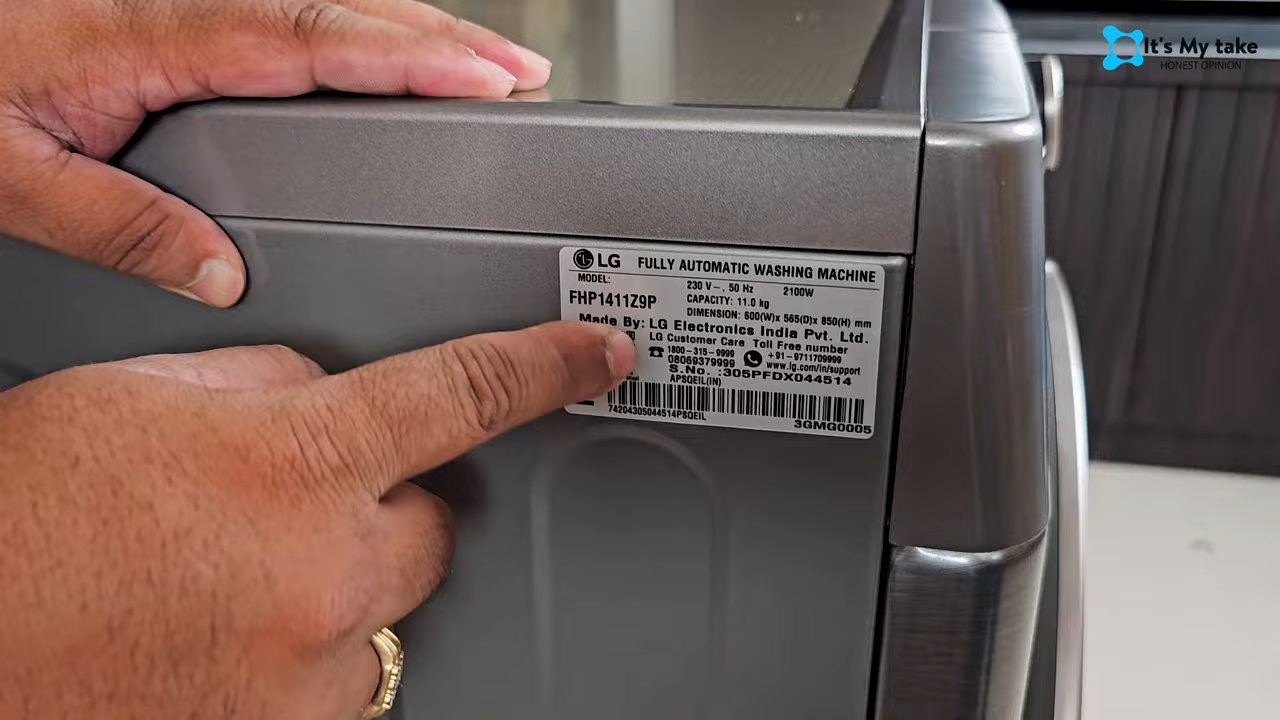 It's My take
HONEST OPINION
LG FULLY AUTOMATIC WASHING MACHINE
MODEL:
FHP1411Z9P
230 V~, 50 Hz 2100W
CAPACITY: 11.0 kg
DIMENSION: 600(W)x 565(D)x 850(H) mm
Made By: LG Electronics India Pvt. Ltd.
LG Customer Care Toll Free number
1800-315-9999 +91-9711709999
08069379999 www.lg.com/in/support
S.No. :305PFDX044514
APSQEIL(IN)
74204305044514PSQEIL
3GMG0005